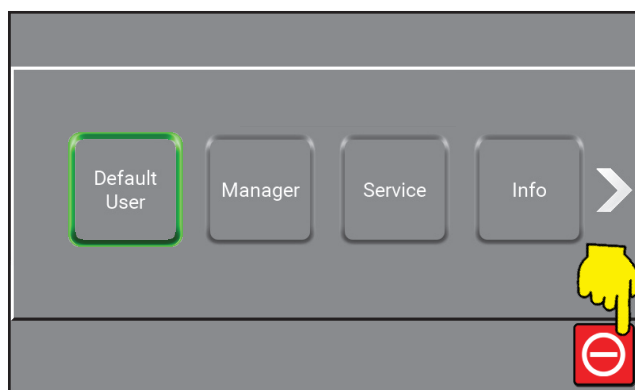 Default
User
Manager
Service
Info